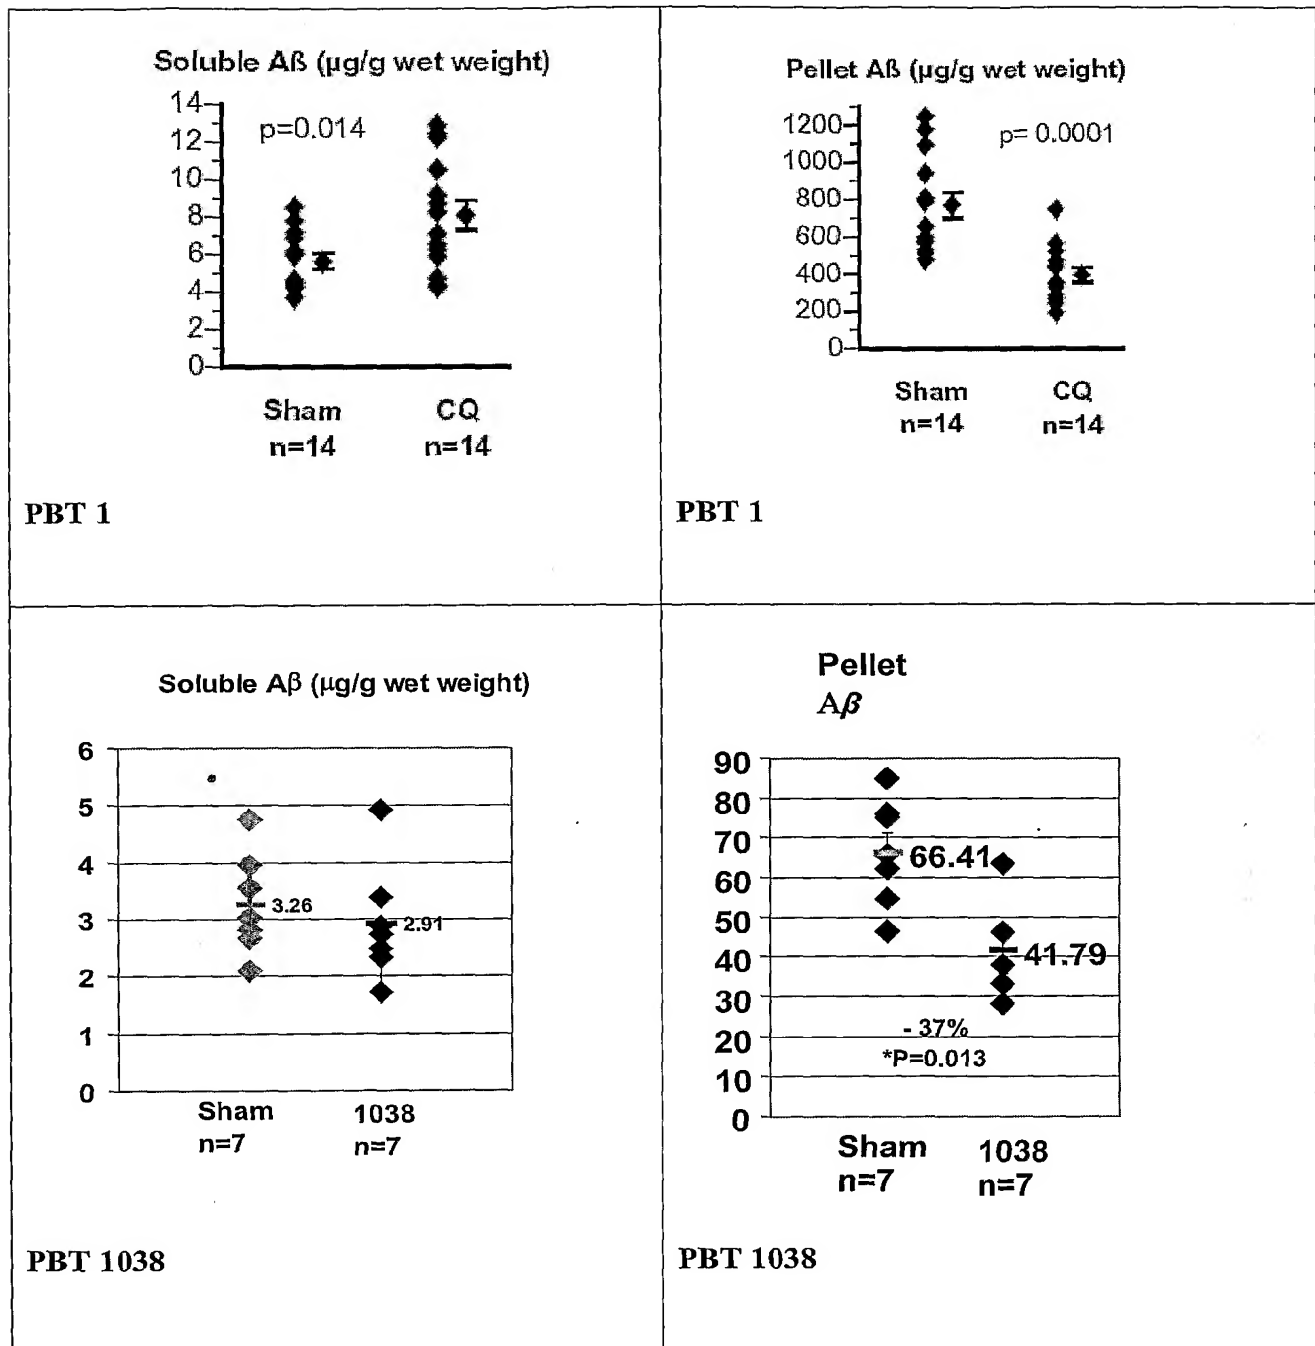 Soluble Aß (µg/g wet weight)
14
12
10
8
6
4
2
0
p=0.014
Sham
n=14
CQ
n=14
PBT 1
Pellet Aß (µg/g wet weight)
1200
1000
800
600
400
200
0
p= 0.0001
Sham
n=14
CQ
n=14
PBT 1
Soluble Aβ (µg/g wet weight)
6
5
4
3
2
1
0
3.26
2.91
Sham
n=7
1038
n=7
PBT 1038
Pellet
Aβ
90
80
70
60
50
40
30
20
10
0
66.41
41.79
- 37%
*P=0.013
Sham
n=7
1038
n=7
PBT 1038